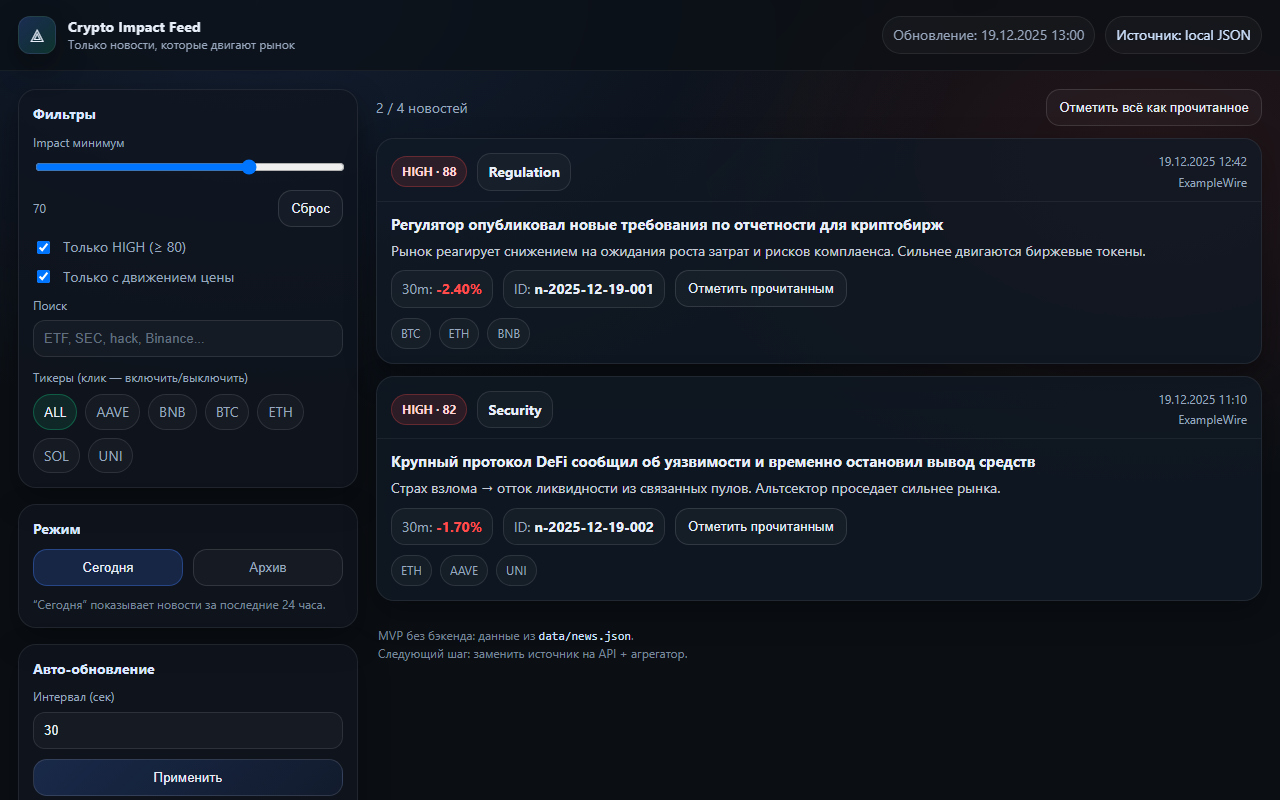 Crypto Impact Feed
Только новости, которые двигают рынок
Обновление: 19.12.2025 13:00
Источник: local JSON
Фильтры
Impact минимум
70
Сброс
Только HIGH (≥ 80)
Только с движением цены
Поиск
ETF, SEC, hack, Binance...
Тикеры (клик — включить/выключить)
ALL
AAVE
BNB
BTC
ETH
SOL
UNI
Режим
Сегодня
Архив
“Сегодня” показывает новости за последние 24 часа.
Авто-обновление
Интервал (сек)
30
Применить
2 / 4 новостей
Отметить всё как прочитанное
HIGH · 88
Regulation
19.12.2025 12:42
ExampleWire
Регулятор опубликовал новые требования по отчетности для криптобирж
Рынок реагирует снижением на ожидания роста затрат и рисков комплаенса. Сильнее двигаются биржевые токены.
30m: -2.40%
ID: n-2025-12-19-001
Отметить прочитанным
BTC
ETH
BNB
HIGH · 82
Security
19.12.2025 11:10
ExampleWire
Крупный протокол DeFi сообщил об уязвимости и временно остановил вывод средств
Страх взлома → отток ликвидности из связанных пулов. Альтсектор проседает сильнее рынка.
30m: -1.70%
ID: n-2025-12-19-002
Отметить прочитанным
ETH
AAVE
UNI
MVP без бэкенда: данные из data/news.json.
Следующий шаг: заменить источник на API + агрегатор.